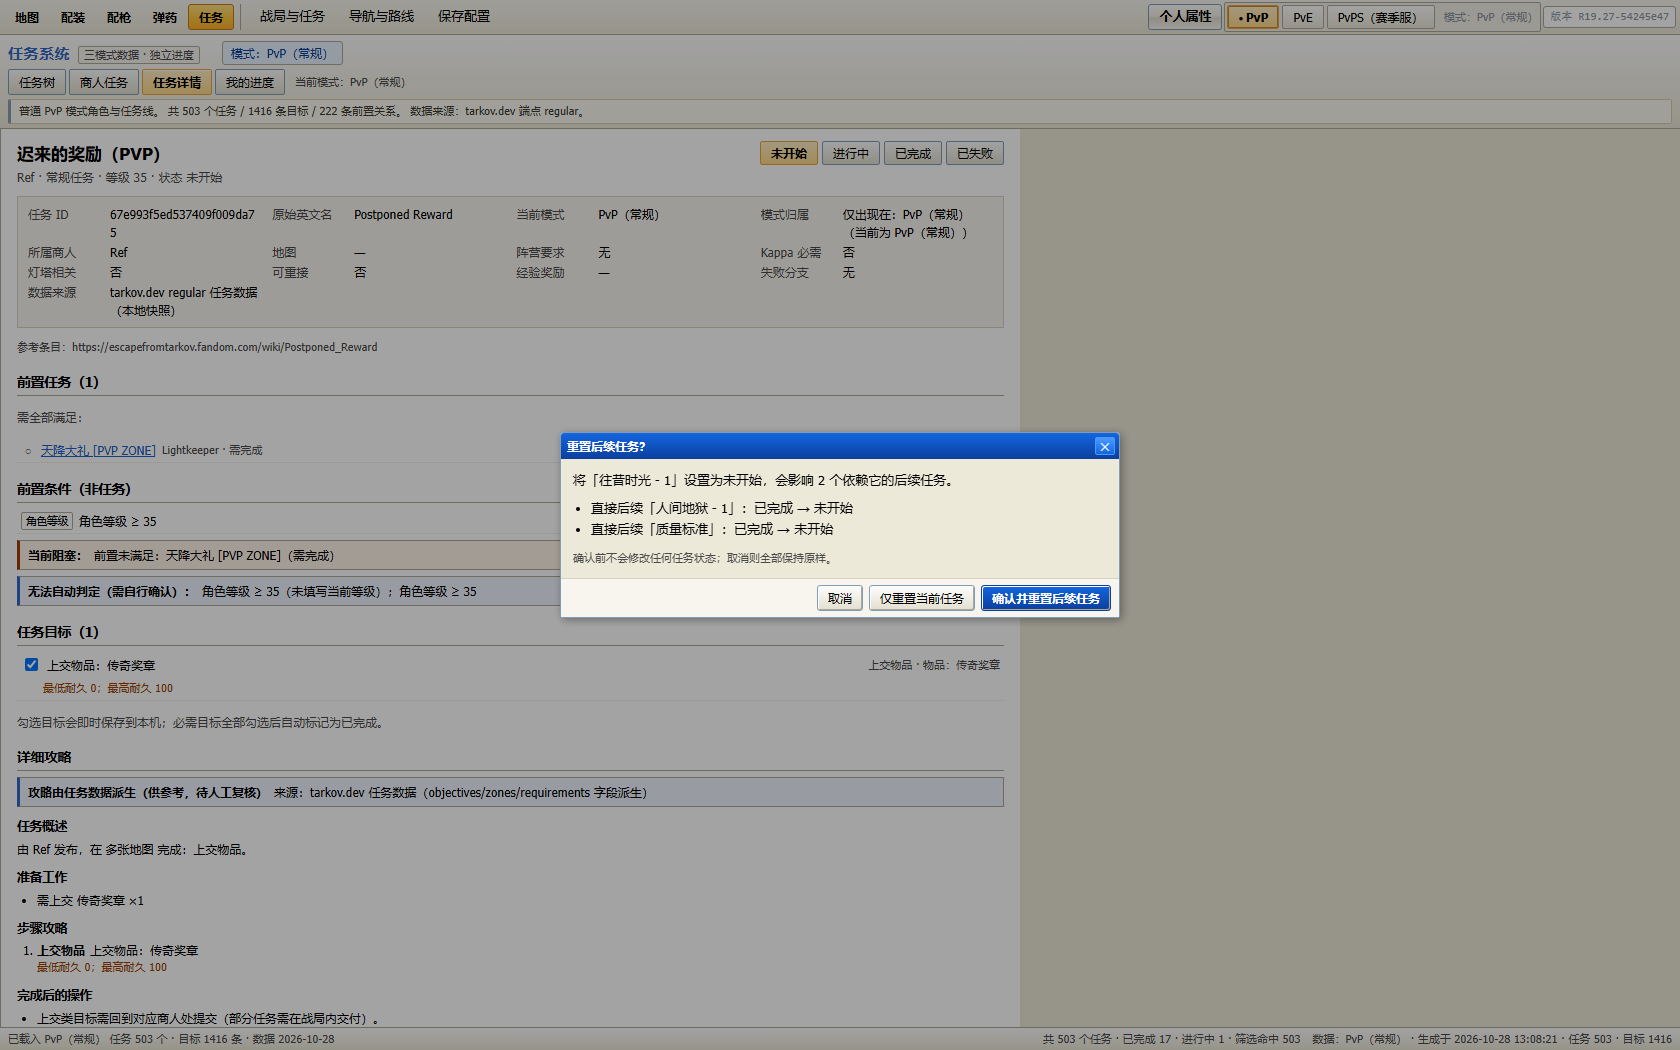 地图 配装 配枪 弹药 任务 战局与任务 导航与路线 保存配置 个人属性 • PvP PvE PvPS（赛季服） 模式：PvP（常规） 版本 R19.27-54245e47
任务系统 三模式数据 · 独立进度 模式：PvP（常规）
任务树 商人任务 任务详情 我的进度 当前模式：PvP（常规）
普通 PvP 模式角色与任务线。 共 503 个任务 / 1416 条目标 / 222 条前置关系。 数据来源：tarkov.dev 端点 regular。
迟来的奖励（PVP） 未开始 进行中 已完成 已失败
Ref · 常规任务 · 等级 35 · 状态 未开始
任务 ID 67e993f5ed537409f009da7 原始英文名 Postponed Reward 当前模式 PvP（常规） 模式归属 仅出现在：PvP（常规）
5 （当前为 PvP（常规））
所属商人 Ref 地图 — 阵营要求 无 Kappa 必需 否
灯塔相关 否 可重接 否 经验奖励 — 失败分支 无
数据来源 tarkov.dev regular 任务数据
（本地快照）
参考条目：https://escapefromtarkov.fandom.com/wiki/Postponed_Reward
前置任务（1）
需全部满足：
○ 天降大礼 [PVP ZONE] Lightkeeper · 需完成
前置条件（非任务）
角色等级 角色等级 ≥ 35
当前阻塞： 前置未满足：天降大礼 [PVP ZONE]（需完成）
无法自动判定（需自行确认）： 角色等级 ≥ 35（未填写当前等级）；角色等级 ≥ 35
重置后续任务？ ×
将「往昔时光 - 1」设置为未开始，会影响 2 个依赖它的后续任务。
• 直接后续「人间地狱 - 1」：已完成 → 未开始
• 直接后续「质量标准」：已完成 → 未开始
确认前不会修改任何任务状态；取消则全部保持原样。
取消 仅重置当前任务 确认并重置后续任务
任务目标（1）
上交物品：传奇奖章 上交物品 · 物品：传奇奖章
最低耐久 0；最高耐久 100
勾选目标会即时保存到本机；必需目标全部勾选后自动标记为已完成。
详细攻略
攻略由任务数据派生（供参考，待人工复核） 来源：tarkov.dev 任务数据（objectives/zones/requirements 字段派生）
任务概述
由 Ref 发布，在 多张地图 完成：上交物品。
准备工作
• 需上交 传奇奖章 ×1
步骤攻略
1. 上交物品 上交物品：传奇奖章
最低耐久 0；最高耐久 100
完成后的操作
• 上交类目标需回到对应商人处提交（部分任务需在战局内交付）。
已载入 PvP（常规） 任务 503 个 · 目标 1416 条 · 数据 2026-10-28 共 503 个任务 · 已完成 17 · 进行中 1 · 筛选命中 503 数据：PvP（常规） · 生成于 2026-10-28 13:08:21 · 任务 503 · 目标 1416